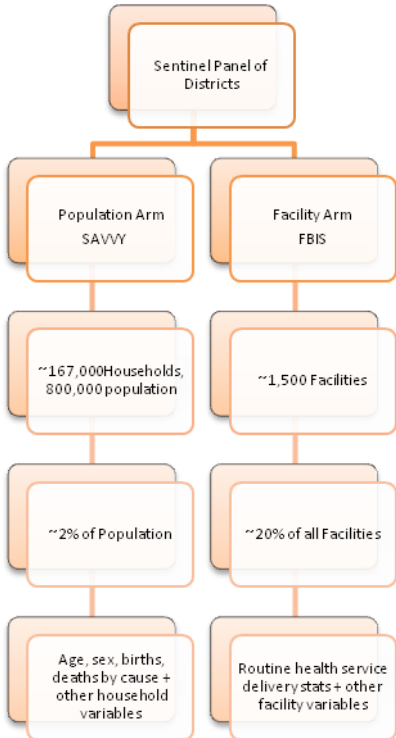 Sentinel Panel of
Districts
Population Arm
SAVVY
Facility Arm
FBIS
~167,000Households,
800,000 population
~1,500 Facilities
~2% of Population
~20% of all Facilities
Age, sex, births,
deaths by cause +
other household
variables
Routine health service
delivery stats + other
facility variables